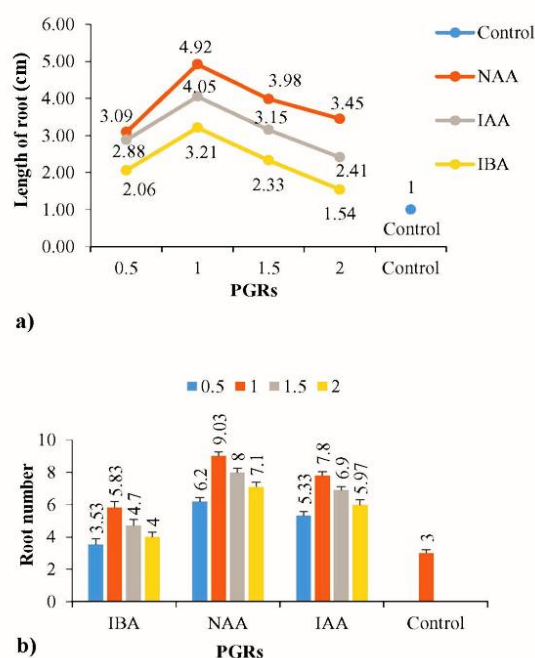 6.00
5.00
4.00
3.00
2.00
1.00
0.00
Length of root (cm)
3.09
4.92
3.98
3.45
2.88
4.05
3.15
2.41
2.06
3.21
2.33
1.54
1
Control
0.5 1 1.5 2 Control
PGRs
Control
NAA
IAA
IBA
a)
0.5 1 1.5 2
10
8
6
4
2
0
Root number
3.53 5.83 4.7 4
6.2 9.03 8 7.1
5.33 7.8 6.9 5.97
3
IBA NAA IAA Control
PGRs
b)